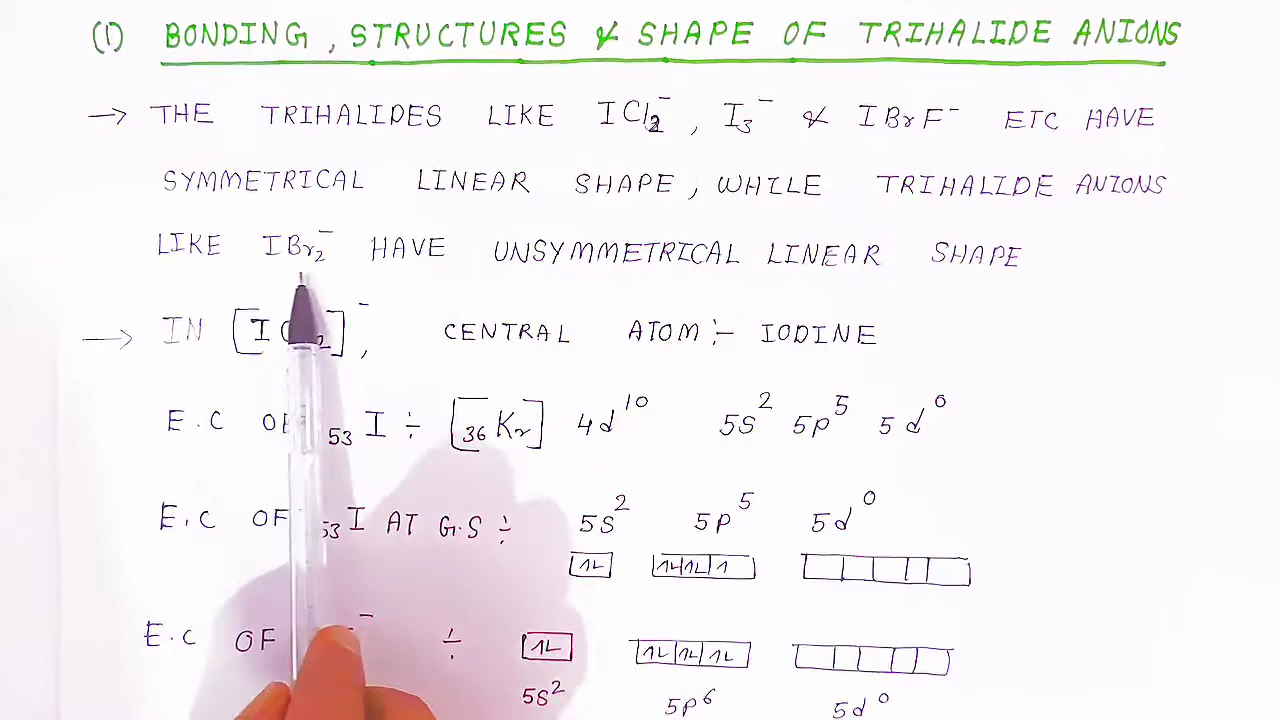 (1) BONDING, STRUCTURES & SHAPE OF TRIHALIDE ANIONS
→ THE TRIHALIDES LIKE ICl₂⁻, I₃⁻ & IBrF⁻ ETC HAVE
SYMMETRICAL LINEAR SHAPE, WHILE TRIHALIDE ANIONS
LIKE IBr₂⁻ HAVE UNSYMMETRICAL LINEAR SHAPE
→ IN [I ₂]⁻, CENTRAL ATOM :- IODINE
E.C OF ₅₃I ÷ [₃₆Kr] 4d¹⁰ 5s² 5p⁵ 5d⁰
E.C OF ₅₃I AT G.S ÷ 5s² 5p⁵ 5d⁰
E.C OF ⁻ ÷
5s² 5p⁶ 5d⁰